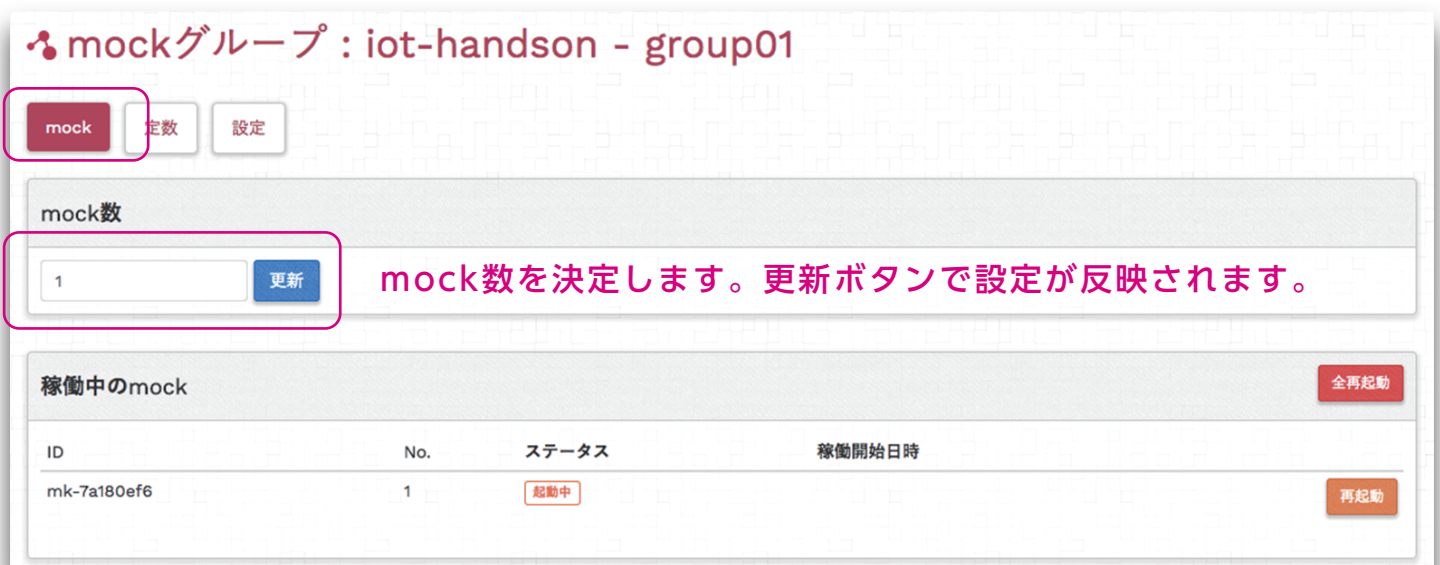 mockグループ : iot-handson - group01
mock 定数 設定
mock数
1 更新 mock数を決定します。更新ボタンで設定が反映されます。
稼働中のmock 全再起動
ID No. ステータス 稼働開始日時
mk-7a180ef6 1 起動中 再起動